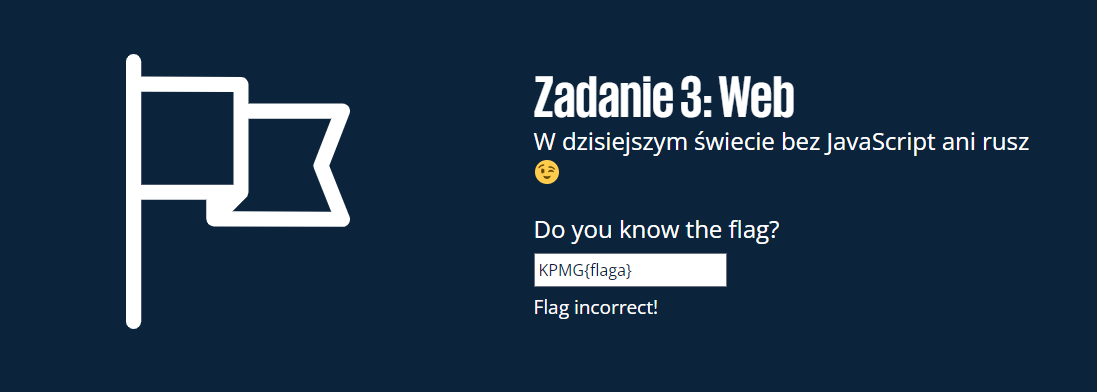 Zadanie 3: Web
W dzisiejszym świecie bez JavaScript ani rusz
😉
Do you know the flag?
KPMG{flaga}
Flag incorrect!